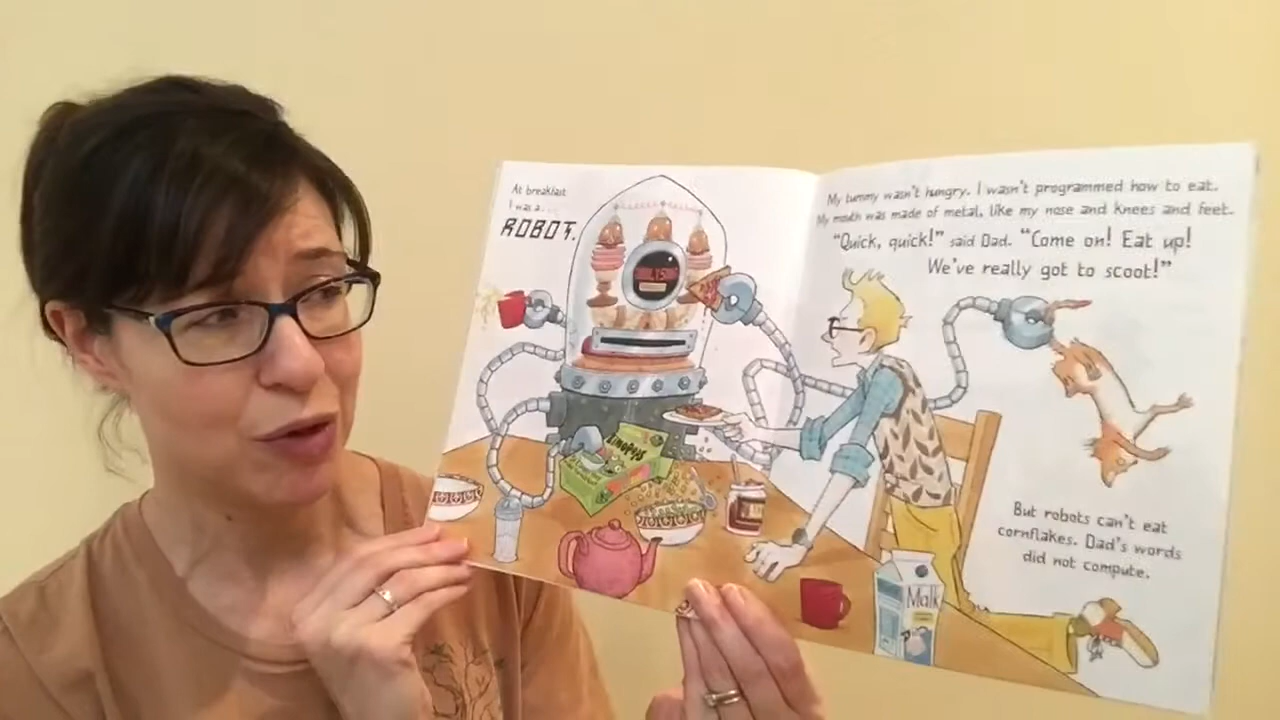 At breakfast
I was a...
ROBOT.
My tummy wasn't hungry. I wasn't programmed how to eat.
My mouth was made of metal, like my nose and knees and feet.
"Quick, quick!" said Dad. "Come on! Eat up!
We've really got to scoot!"
But robots can't eat
cornflakes. Dad's words
did not compute.
Malk